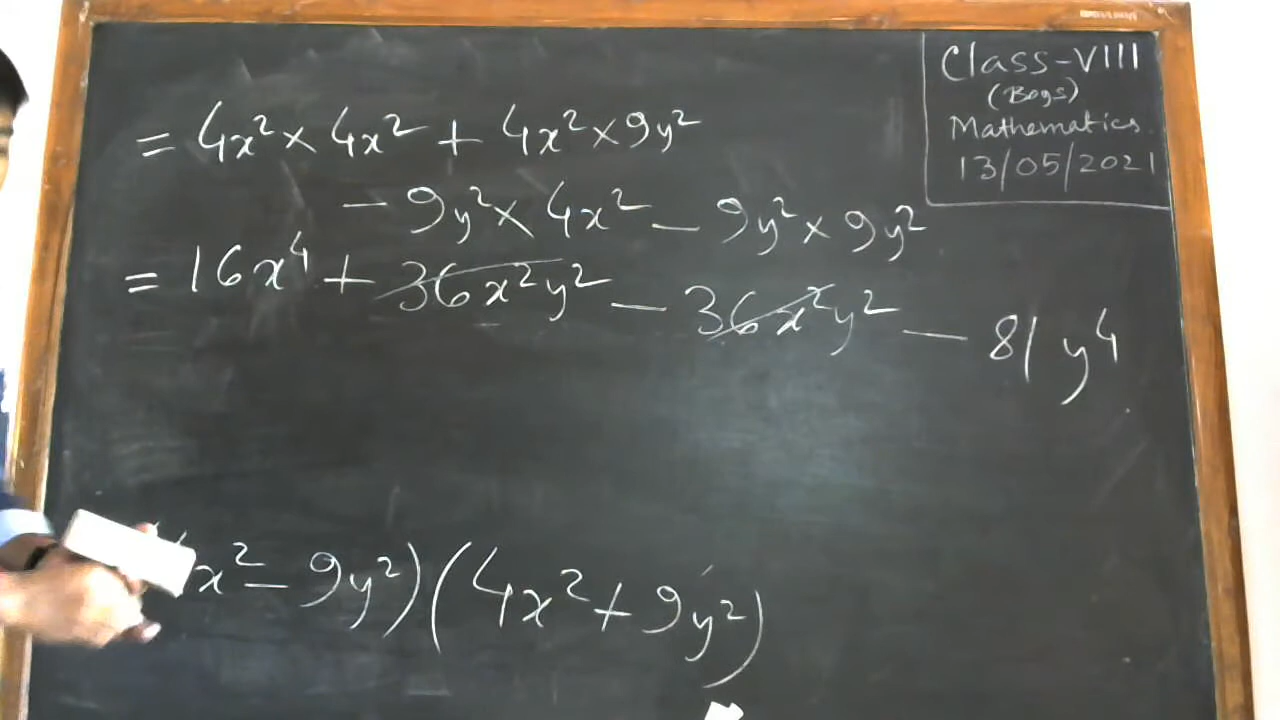 = 4x² × 4x² + 4x² × 9y²
- 9y² × 4x² - 9y² × 9y²
= 16x⁴ + 36x²y² - 36x²y² - 81y⁴
x² - 9y²)(4x² + 9y²)
Class-VIII
(Boys)
Mathematics
13/05/2021